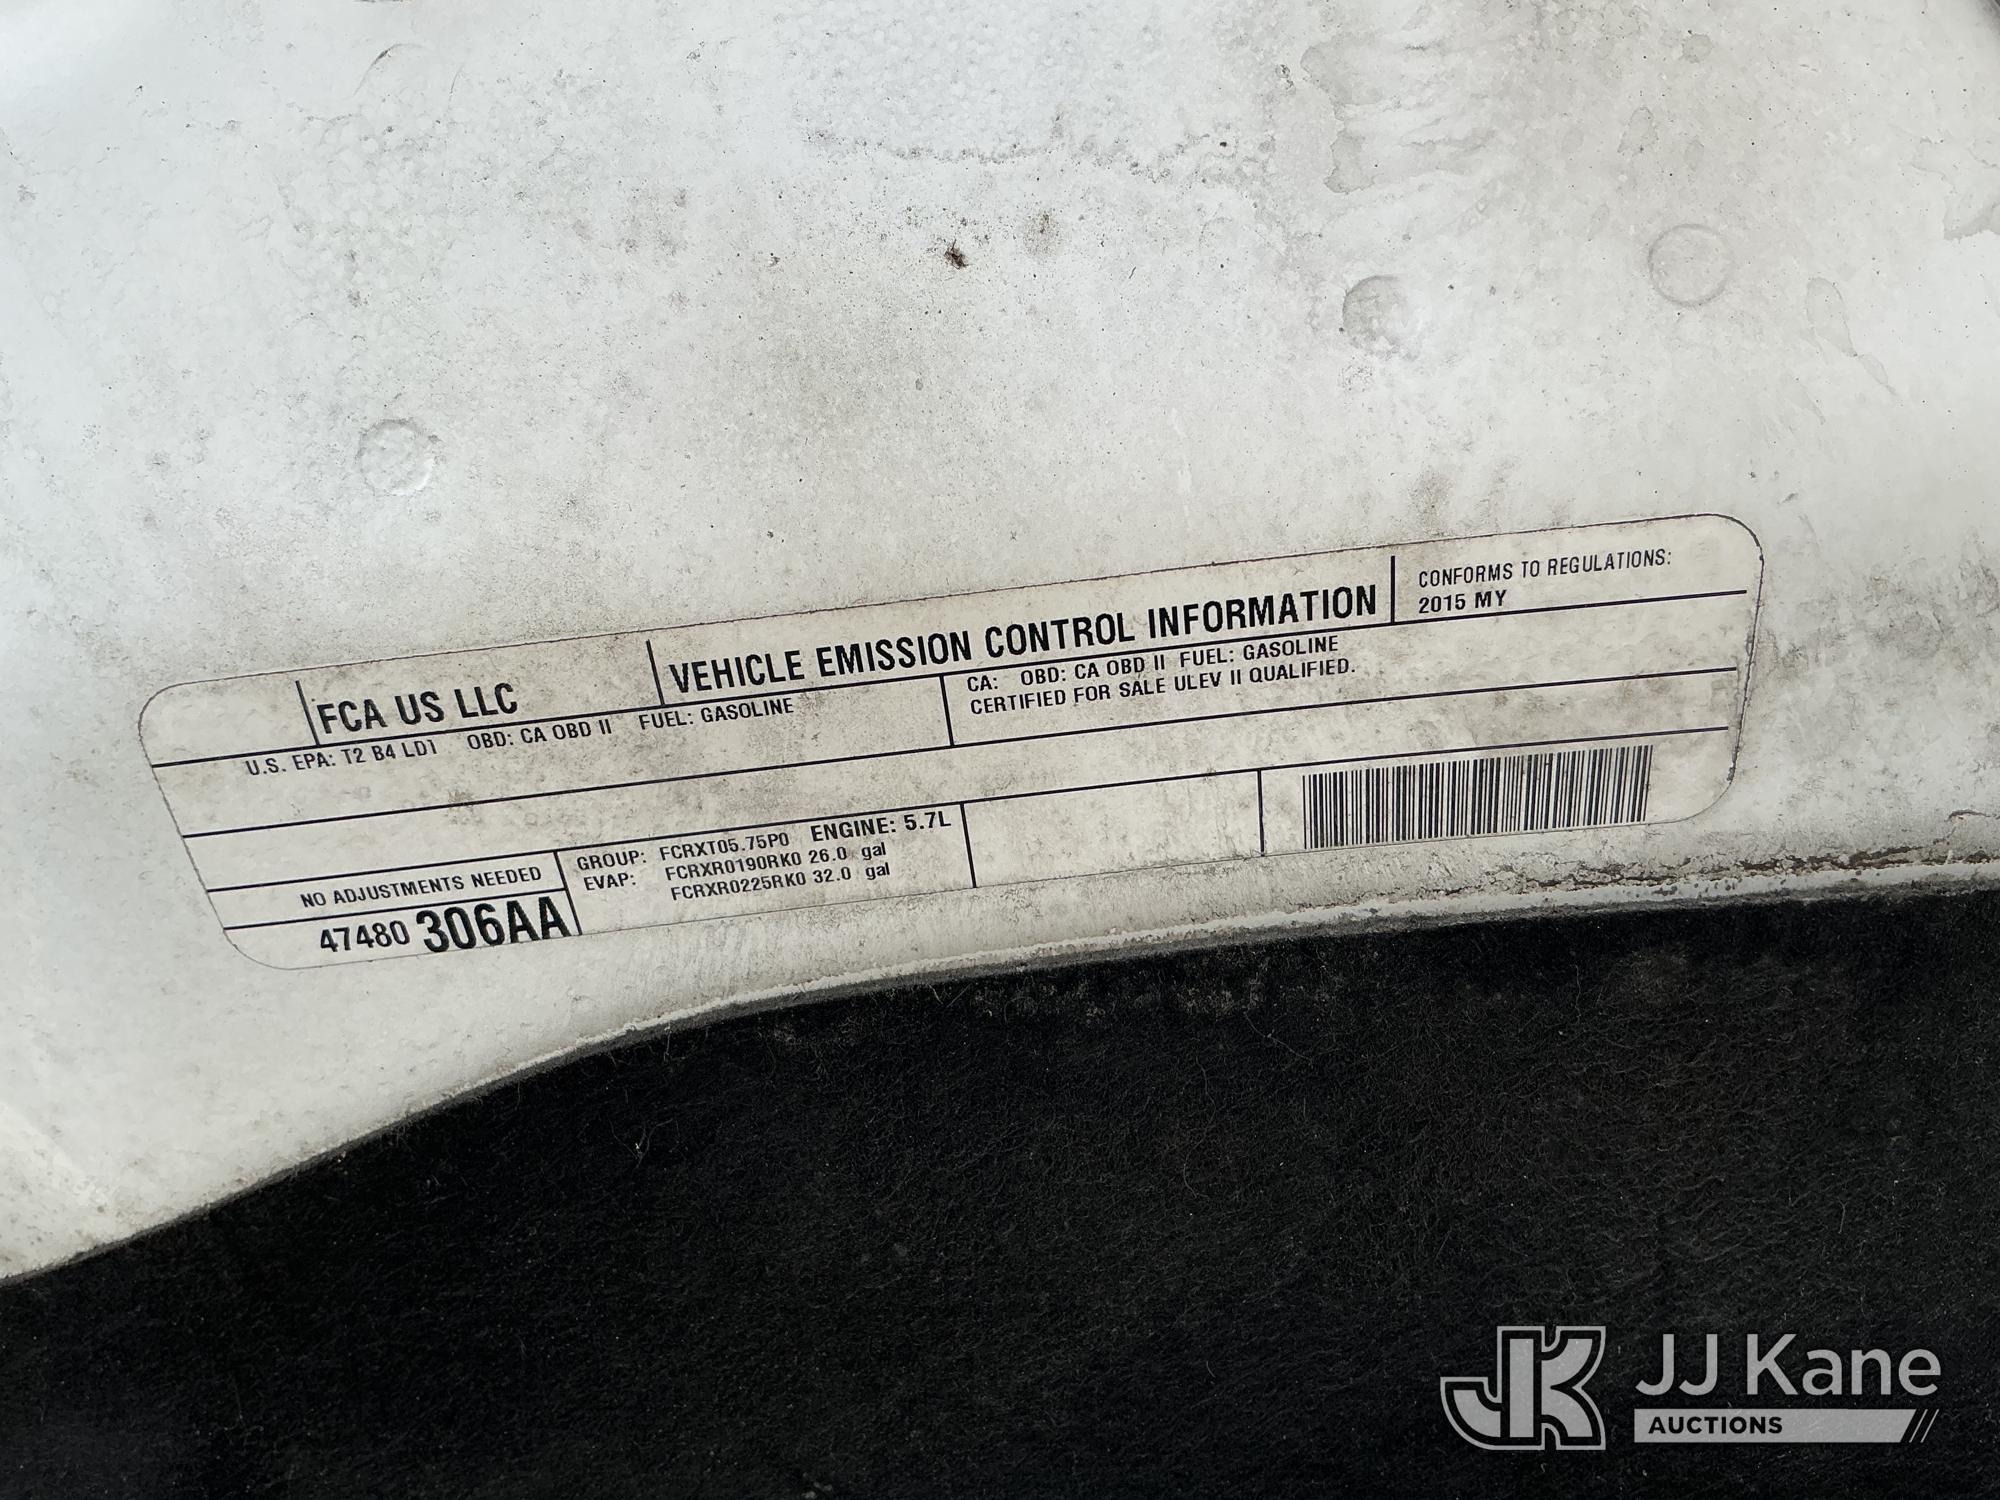 FCA US LLC
VEHICLE EMISSION CONTROL INFORMATION
CONFORMS TO REGULATIONS:
2015 MY
U.S. EPA: T2 B4 LD1 OBD: CA OBD II FUEL: GASOLINE
CA: OBD: CA OBD II FUEL: GASOLINE
CERTIFIED FOR SALE ULEV II QUALIFIED.
NO ADJUSTMENTS NEEDED
47480 306AA
GROUP: FCRXT05.75P0 ENGINE: 5.7L
EVAP: FCRXR0190RK0 26.0 gal
FCRXR0225RK0 32.0 gal
JK JJ Kane
AUCTIONS